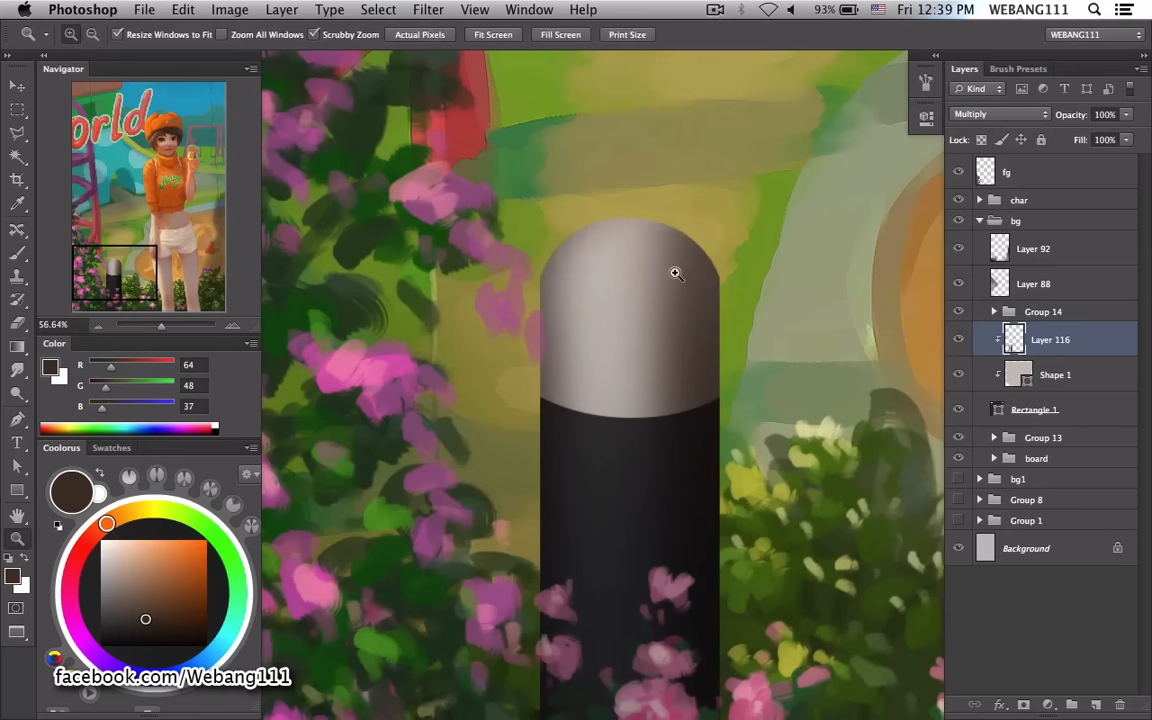 Photoshop File Edit Image Layer Type Select Filter View Window Help 93% Fri 12:39 PM WEBANG111
Resize Windows to Fit Zoom All Windows Scrubby Zoom Actual Pixels Fit Screen Fill Screen Print Size WEBANG111
Navigator
orld
56.64%
Color
R 64
G 48
B 37
Colorus Swatches
facebook.com/Webang111
Layers Brush Presets
Kind
Multiply Opacity: 100%
Lock: Fill: 100%
fg
char
bg
Layer 92
Layer 88
Group 14
Layer 116
Shape 1
Rectangle 1
Group 13
board
bg1
Group 8
Group 1
Background